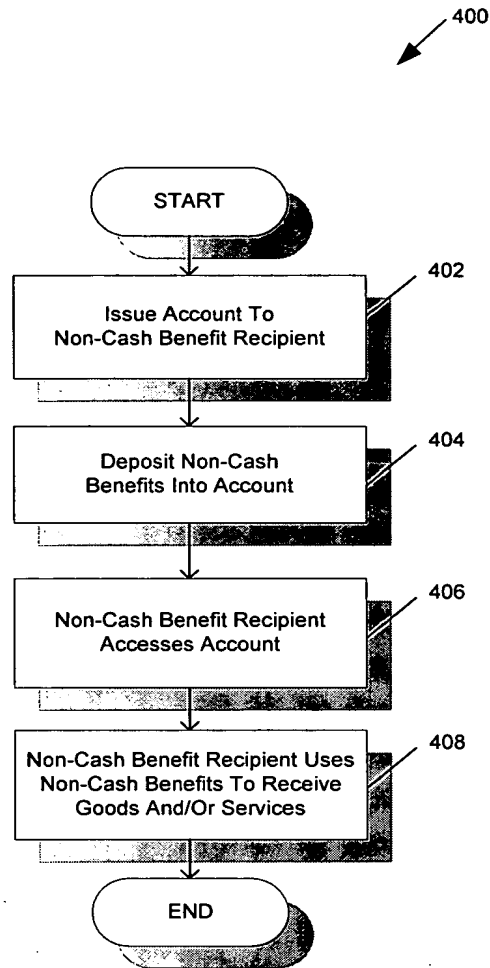 400
START
402
Issue Account To
Non-Cash Benefit Recipient
404
Deposit Non-Cash
Benefits Into Account
406
Non-Cash Benefit Recipient
Accesses Account
408
Non-Cash Benefit Recipient Uses
Non-Cash Benefits To Receive
Goods And/Or Services
END